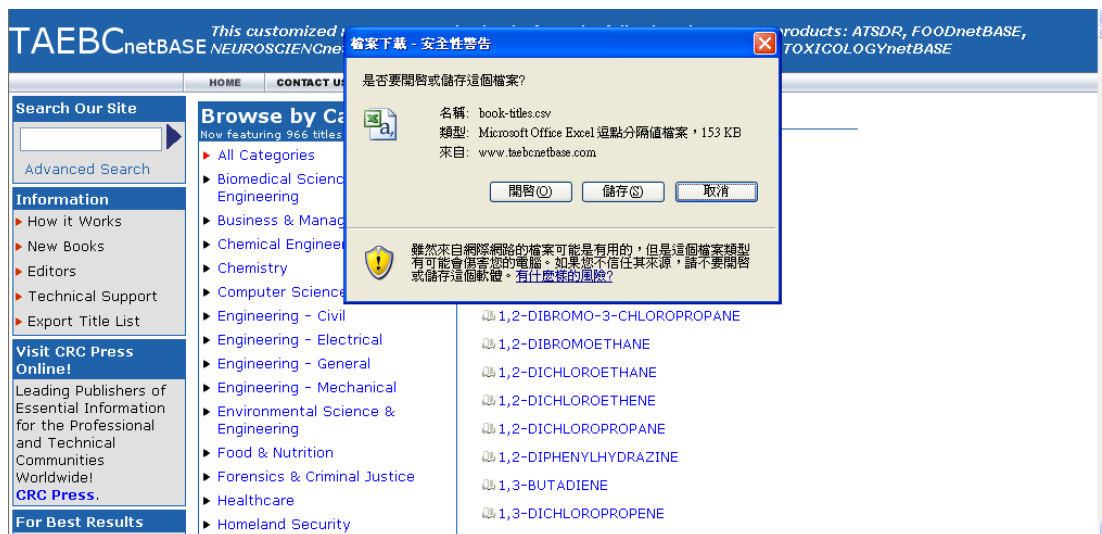 TAEBCnetBASE
This customized
products: ATSDR, FOODnetBASE,
NEUROSCIENCne
TOXICOLOGYnetBASE
HOME CONTACT US
Search Our Site
Advanced Search
Information
How it Works
New Books
Editors
Technical Support
Export Title List
Visit CRC Press
Online!
Leading Publishers of
Essential Information
for the Professional
and Technical
Communities
Worldwide!
CRC Press.
For Best Results
Browse by Ca
Now featuring 966 titles
All Categories
Biomedical Scienc
Engineering
Business & Manag
Chemical Engineer
Chemistry
Computer Science
Engineering - Civil
Engineering - Electrical
Engineering - General
Engineering - Mechanical
Environmental Science &
Engineering
Food & Nutrition
Forensics & Criminal Justice
Healthcare
Homeland Security
檔案下載 - 安全性警告
是否要開啓或儲存這個檔案?
名稱: book-titles.csv
類型: Microsoft Office Excel 逗點分隔值檔案,153 KB
來自: www.taebcnetbase.com
開啓(O) 儲存(S) 取消
雖然來自網際網路的檔案可能是有用的,但是這個檔案類型
有可能會傷害您的電腦。如果您不信任其來源,請不要開啓
或儲存這個軟體。有什麼樣的風險?
1,2-DIBROMO-3-CHLOROPROPANE
1,2-DIBROMOETHANE
1,2-DICHLOROETHANE
1,2-DICHLOROETHENE
1,2-DICHLOROPROPANE
1,2-DIPHENYLHYDRAZINE
1,3-BUTADIENE
1,3-DICHLOROPROPENE